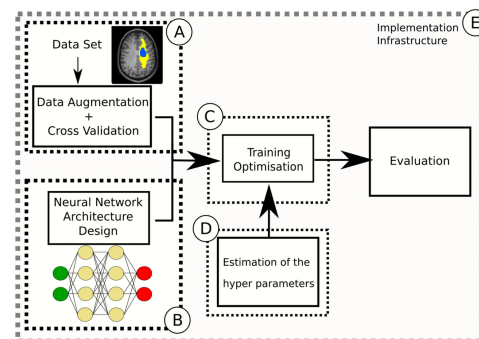 A
E
Implementation
Infrastructure
Data Set
Data Augmentation
+
Cross Validation
C
Training
Optimisation
Evaluation
Neural Network
Architecture
Design
D
Estimation of the
hyper parameters
B